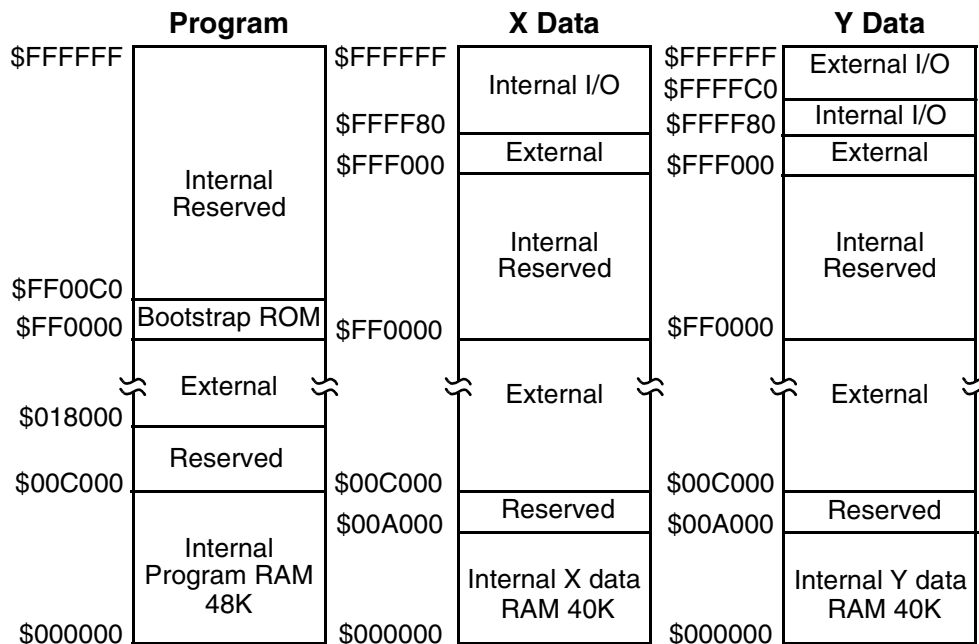 Program
$FFFFFF
Internal
Reserved
$FF00C0
Bootstrap ROM
$FF0000
External
$018000
Reserved
$00C000
Internal
Program RAM
48K
$000000
X Data
$FFFFFF
Internal I/O
$FFFF80
External
$FFF000
Internal
Reserved
$FF0000
External
$00C000
Reserved
$00A000
Internal X data
RAM 40K
$000000
Y Data
$FFFFFF
External I/O
$FFFFC0
Internal I/O
$FFFF80
External
$FFF000
Internal
Reserved
$FF0000
External
$00C000
Reserved
$00A000
Internal Y data
RAM 40K
$000000